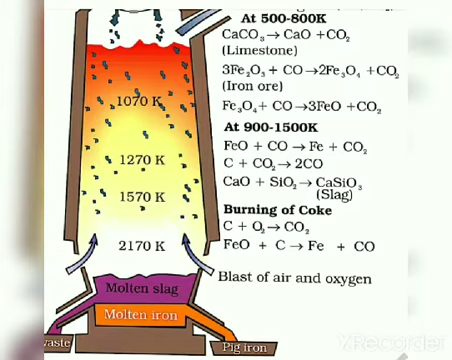 At 500-800K
CaCO₃→ CaO +CO₂
(Limestone)
3Fe₂O₃ + CO →2Fe₃O₄ +CO₂
(Iron ore)
Fe₃O₄+ CO →3FeO +CO₂
At 900-1500K
FeO + CO → Fe + CO₂
C + CO₂→ 2CO
CaO + SiO₂→ CaSiO₃
(Slag)
Burning of Coke
C + O₂→ CO₂
FeO + C → Fe + CO
Blast of air and oxygen
1070 K
1270 K
1570 K
2170 K
Molten slag
Molten iron
waste
Pig iron
XRecorder